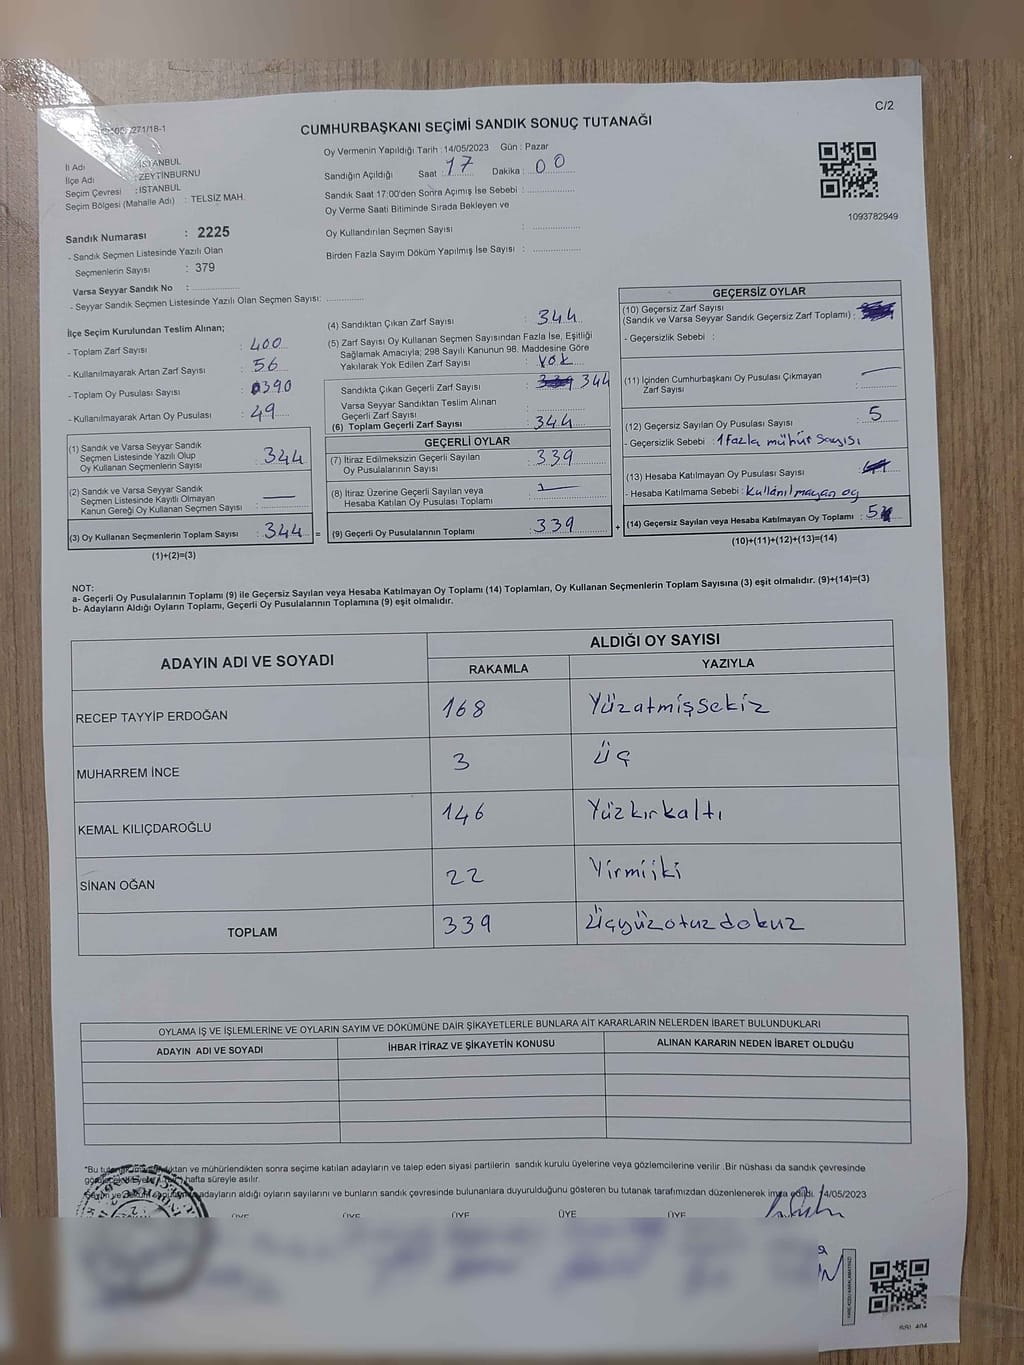 271/18-1
C/2
CUMHURBAŞKANI SEÇİMİ SANDIK SONUÇ TUTANAĞI
İl Adı : İSTANBUL
İlçe Adı : ZEYTİNBURNU
Seçim Çevresi : İSTANBUL
Seçim Bölgesi (Mahalle Adı) : TELSİZ MAH.
Oy Vermenin Yapıldığı Tarih : 14/05/2023 Gün : Pazar
Sandığın Açıldığı Saat : 17 Dakika : 00
Sandık Saat 17:00'den Sonra Açımış İse Sebebi :
Oy Verme Saati Bitiminde Sırada Bekleyen ve
Oy Kullandırılan Seçmen Sayısı :
Birden Fazla Sayım Döküm Yapılmış İse Sayısı :
1093782949
Sandık Numarası : 2225
- Sandık Seçmen Listesinde Yazılı Olan
Seçmenlerin Sayısı : 379
Varsa Seyyar Sandık No :
- Seyyar Sandık Seçmen Listesinde Yazılı Olan Seçmen Sayısı:
İlçe Seçim Kurulundan Teslim Alınan;
- Toplam Zarf Sayısı : 400
- Kullanılmayarak Artan Zarf Sayısı : 56
- Toplam Oy Pusulası Sayısı : 390
- Kullanılmayarak Artan Oy Pusulası : 49
(1) Sandık ve Varsa Seyyar Sandık
Seçmen Listesinde Yazılı Olup
Oy Kullanan Seçmenlerin Sayısı : 344
(2) Sandık ve Varsa Seyyar Sandık
Seçmen Listesinde Kayıtlı Olmayan
Kanun Gereği Oy Kullanan Seçmen Sayısı : —
(3) Oy Kullanan Seçmenlerin Toplam Sayısı : 344 =
(1)+(2)=(3)
(4) Sandıktan Çıkan Zarf Sayısı : 344
(5) Zarf Sayısı Oy Kullanan Seçmen Sayısından Fazla İse, Eşitliği
Sağlamak Amacıyla; 298 Sayılı Kanunun 98. Maddesine Göre
Yakılarak Yok Edilen Zarf Sayısı : YOK
Sandıkta Çıkan Geçerli Zarf Sayısı : 344
Varsa Seyyar Sandıktan Teslim Alınan
Geçerli Zarf Sayısı :
(6) Toplam Geçerli Zarf Sayısı : 344
GEÇERLİ OYLAR
(7) İtiraz Edilmeksizin Geçerli Sayılan
Oy Pusulalarının Sayısı : 339
(8) İtiraz Üzerine Geçerli Sayılan veya
Hesaba Katılan Oy Pusulası Toplamı : —
(9) Geçerli Oy Pusulalarının Toplamı : 339 +
GEÇERSİZ OYLAR
(10) Geçersiz Zarf Sayısı
(Sandık ve Varsa Seyyar Sandık Geçersiz Zarf Toplamı) :
- Geçersizlik Sebebi :
(11) İçinden Cumhurbaşkanı Oy Pusulası Çıkmayan
Zarf Sayısı : —
(12) Geçersiz Sayılan Oy Pusulası Sayısı : 5
- Geçersizlik Sebebi : 1 fazla mühür sayısı
(13) Hesaba Katılmayan Oy Pusulası Sayısı :
- Hesaba Katılmama Sebebi : Kullanılmayan oy
(14) Geçersiz Sayılan veya Hesaba Katılmayan Oy Toplamı : 5
(10)+(11)+(12)+(13)=(14)
NOT:
a- Geçerli Oy Pusulalarının Toplamı (9) ile Geçersiz Sayılan veya Hesaba Katılmayan Oy Toplamı (14) Toplamları, Oy Kullanan Seçmenlerin Toplam Sayısına (3) eşit olmalıdır. (9)+(14)=(3)
b- Adayların Aldığı Oyların Toplamı, Geçerli Oy Pusulalarının Toplamına (9) eşit olmalıdır.
ADAYIN ADI VE SOYADI
ALDIĞI OY SAYISI
RAKAMLA YAZIYLA
RECEP TAYYİP ERDOĞAN 168 Yüzatmişsekiz
MUHARREM İNCE 3 Üç
KEMAL KILIÇDAROĞLU 146 Yüzkırkaltı
SİNAN OĞAN 22 Yirmiiki
TOPLAM 339 Üçyüzotuzdokuz
OYLAMA İŞ VE İŞLEMLERİNE VE OYLARIN SAYIM VE DÖKÜMÜNE DAİR ŞİKAYETLERLE BUNLARA AİT KARARLARIN NELERDEN İBARET BULUNDUKLARI
ADAYIN ADI VE SOYADI İHBAR İTİRAZ VE ŞİKAYETİN KONUSU ALINAN KARARIN NEDEN İBARET OLDUĞU
"Bu ve mühürlendikten sonra seçime katılan adayların ve talep eden siyasi partilerin sandık kurulu üyelerine veya gözlemcilerine verilir. Bir nüshası da sandık çevresinde
hafta süreyle asılır.
adayların aldığı oyların sayılarını ve bunların sandık çevresinde bulunanlara duyurulduğunu gösteren bu tutanak tarafımızdan düzenlenerek imza edildi. 14/05/2023
ÜYE ÜYE ÜYE ÜYE ÜYE